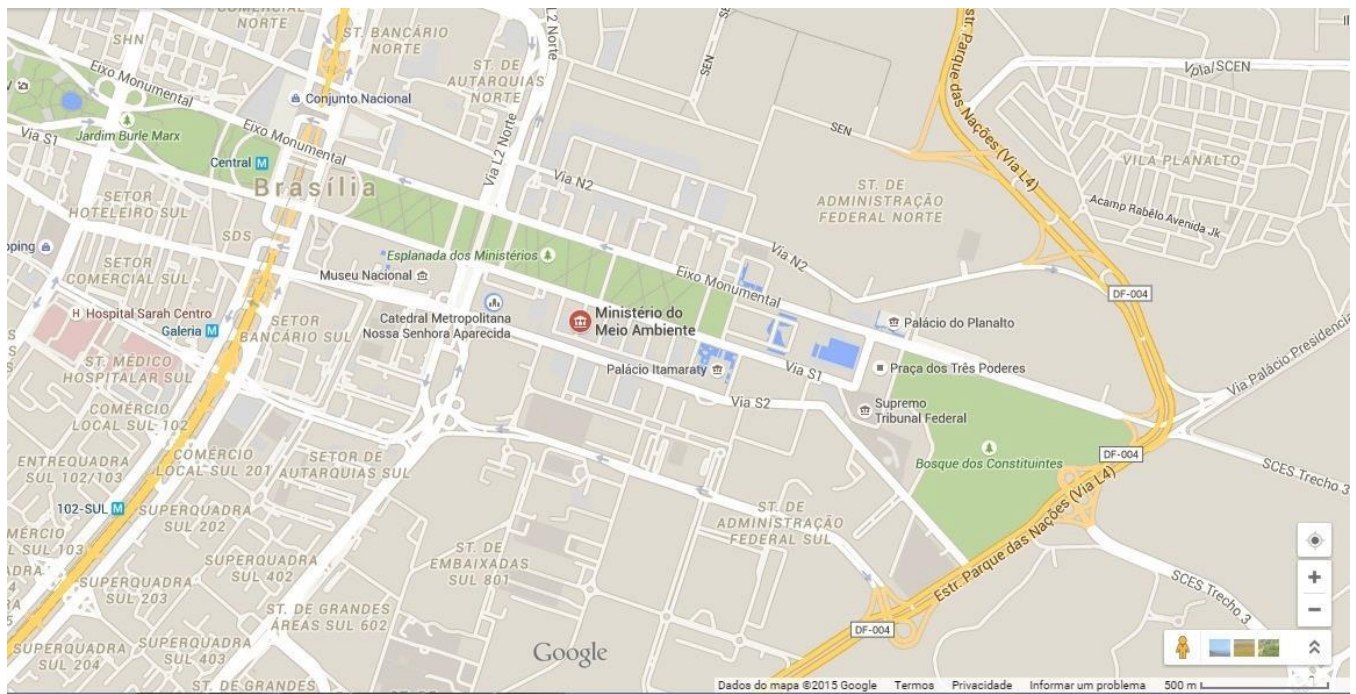 COMERCIAL
NORTE
SHN
ST. BANCÁRIO
NORTE
L2 Norte
ST. DE
AUTARQUIAS
NORTE
SEN
SEN
Estr. Parque das Nações (Via L4)
Eixo Monumental
Conjunto Nacional
Jardim Burle Marx
Via S1
Central
Brasília
Via L2 Norte
Eixo Monumental
Via N2
SEN
ST. DE
ADMINISTRAÇÃO
FEDERAL NORTE
VILA PLANALTO
Acamp Rabêlo Avenida Jk
SETOR
HOTELEIRO SUL
SDS
SETOR
COMERCIAL SUL
Museu Nacional
Esplanada dos Ministérios
Eixo Monumental
Via N2
DF-004
Hospital Sarah Centro
Galeria
SETOR
BANCÁRIO SUL
Catedral Metropolitana
Nossa Senhora Aparecida
Ministério do
Meio Ambiente
Palácio do Planalto
Via Palácio Presidencia
ST. MÉDICO
HOSPITALAR SUL
Palácio Itamaraty
Via S1
Praça dos Três Poderes
Via S2
Supremo
Tribunal Federal
COMÉRCIO
LOCAL SUL 102
COMÉRCIO
LOCAL SUL 201
SETOR DE
AUTARQUIAS SUL
ENTREQUADRA
SUL 102/103
Bosque dos Constituintes
DF-004
SCES Trecho 3
102-SUL
SUPERQUADRA
SUL 202
ST. DE
ADMINISTRAÇÃO
FEDERAL SUL
Estr. Parque das Nações (Via L4)
SUL 103
SUPERQUADRA
SUL 402
ST. DE
EMBAIXADAS
SUL 801
SCES Trecho 3
SUPERQUADRA
SUL 203
ST. DE GRANDES
ÁREAS SUL 602
DF-004
SUPERQUADRA
SUL 204
SUPERQUADRA
SUL 403
Google
ST. DE GRANDES
Dados do mapa ©2015 Google Termos Privacidade Informar um problema 500 m